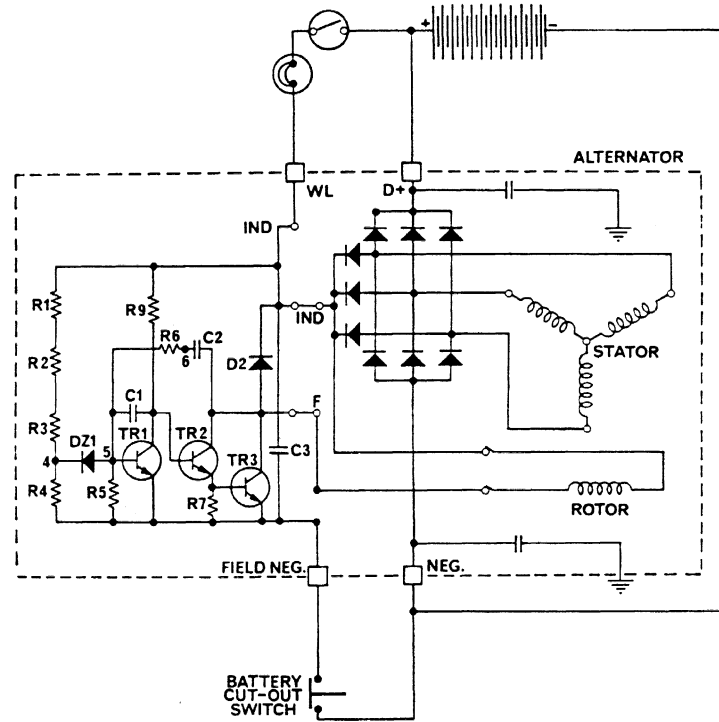 + -
ALTERNATOR
WL D+
IND
R1 R9
R6 C2
6
IND
STATOR
R2 D2
C1 F
R3 DZ1 TR1 TR2 C3
4 5 TR3
R4 R5 R7
ROTOR
FIELD NEG. NEG.
BATTERY
CUT-OUT
SWITCH